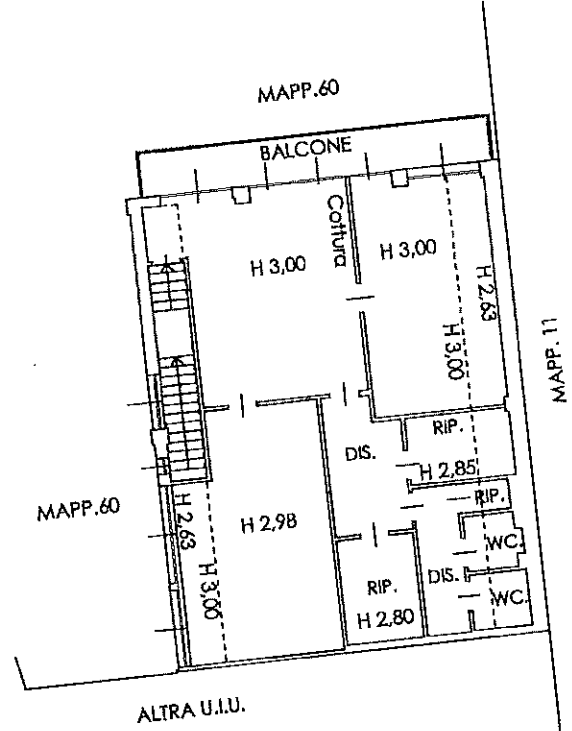 MAPP.60
BALCONE
Cottura
H 3,00
H 3,00
H 2,63
H 3,00
MAPP. 11
RIP.
DIS.
H 2,85
RIP.
MAPP.60
H 2,63
H 2,98
H 3,00
WC.
RIP.
DIS.
H 2,80
WC.
ALTRA U.I.U.